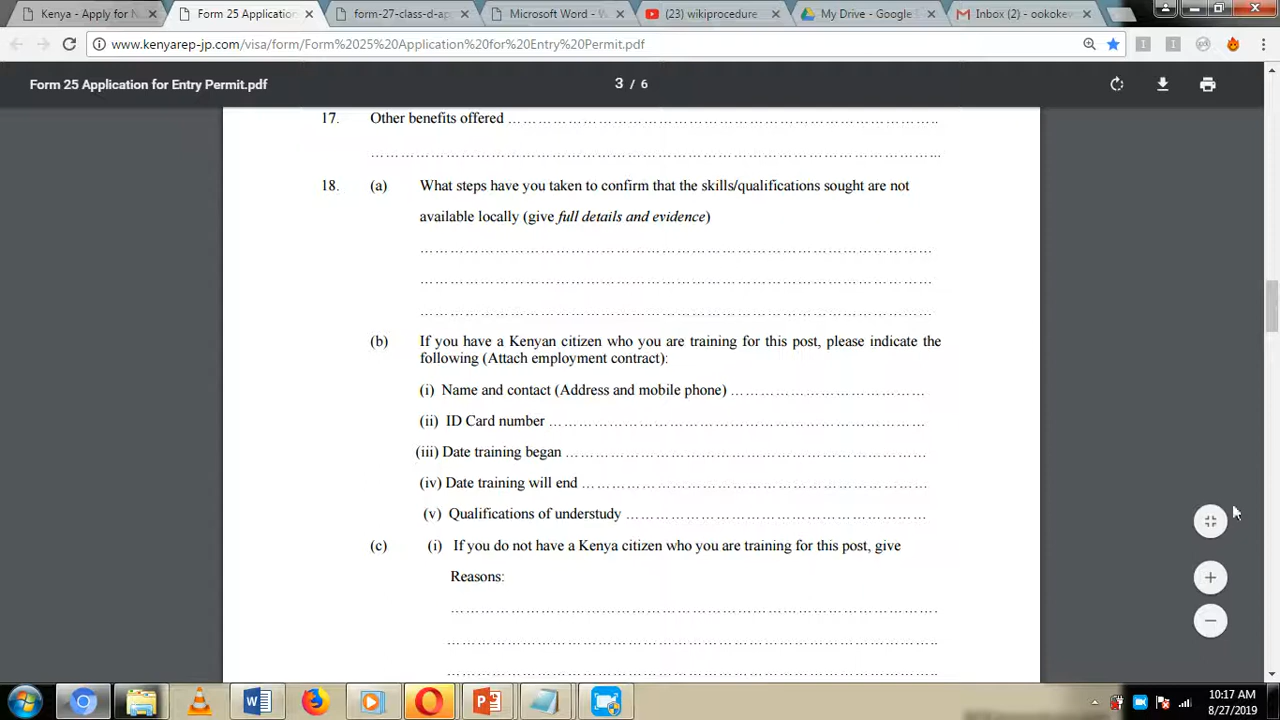 Kenya - Apply for N
Form 25 Applicatio
form-27-class-d-ap
Microsoft Word - W
(23) wikiprocedure
My Drive - Google
Inbox (2) - ookokev
www.kenyarep-jp.com/visa/form/Form%2025%20Application%20for%20Entry%20Permit.pdf
Form 25 Application for Entry Permit.pdf
3 / 6
17. Other benefits offered ……………………………………………………………………..
……………………………………………………………………………………………...
18. (a) What steps have you taken to confirm that the skills/qualifications sought are not
available locally (give full details and evidence)
……………………………………………………………………………………
……………………………………………………………………………………
……………………………………………………………………………………
(b) If you have a Kenyan citizen who you are training for this post, please indicate the
following (Attach employment contract):
(i) Name and contact (Address and mobile phone) ………………………………
(ii) ID Card number ……………………………………………………………
(iii) Date training began …………………………………………………………
(iv) Date training will end ………………………………………………………
(v) Qualifications of understudy ………………………………………………
(c) (i) If you do not have a Kenya citizen who you are training for this post, give
Reasons:
……………………………………………………………………………….
………………………………………………………………………………..
………………………………………………………………………………..
10:17 AM
8/27/2019